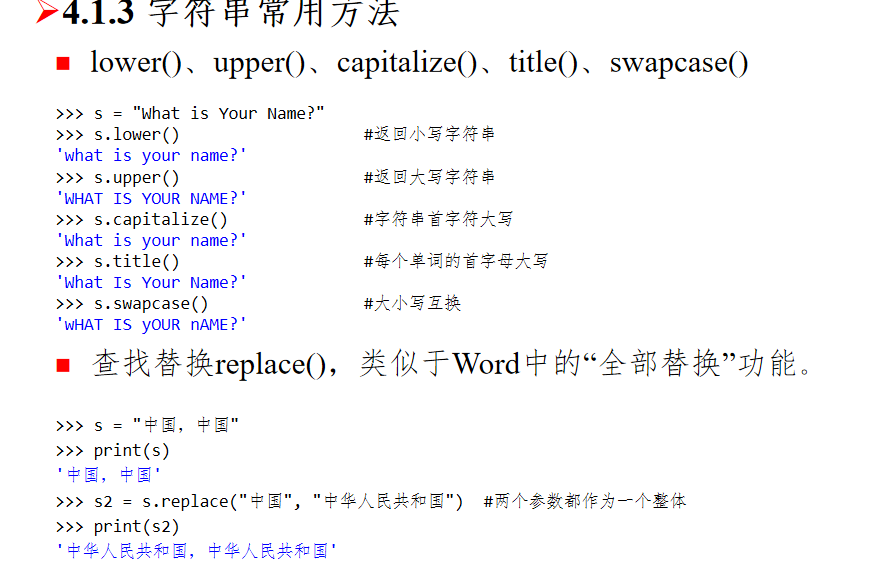 ➢4.1.3 字符串常用方法
■ lower()、upper()、capitalize()、title()、swapcase()
>>> s = "What is Your Name?"
>>> s.lower() #返回小写字符串
'what is your name?'
>>> s.upper() #返回大写字符串
'WHAT IS YOUR NAME?'
>>> s.capitalize() #字符串首字符大写
'What is your name?'
>>> s.title() #每个单词的首字母大写
'What Is Your Name?'
>>> s.swapcase() #大小写互换
'wHAT IS yOUR nAME?'
■ 查找替换replace()，类似于Word中的“全部替换”功能。
>>> s = "中国，中国"
>>> print(s)
'中国，中国'
>>> s2 = s.replace("中国", "中华人民共和国") #两个参数都作为一个整体
>>> print(s2)
'中华人民共和国，中华人民共和国'